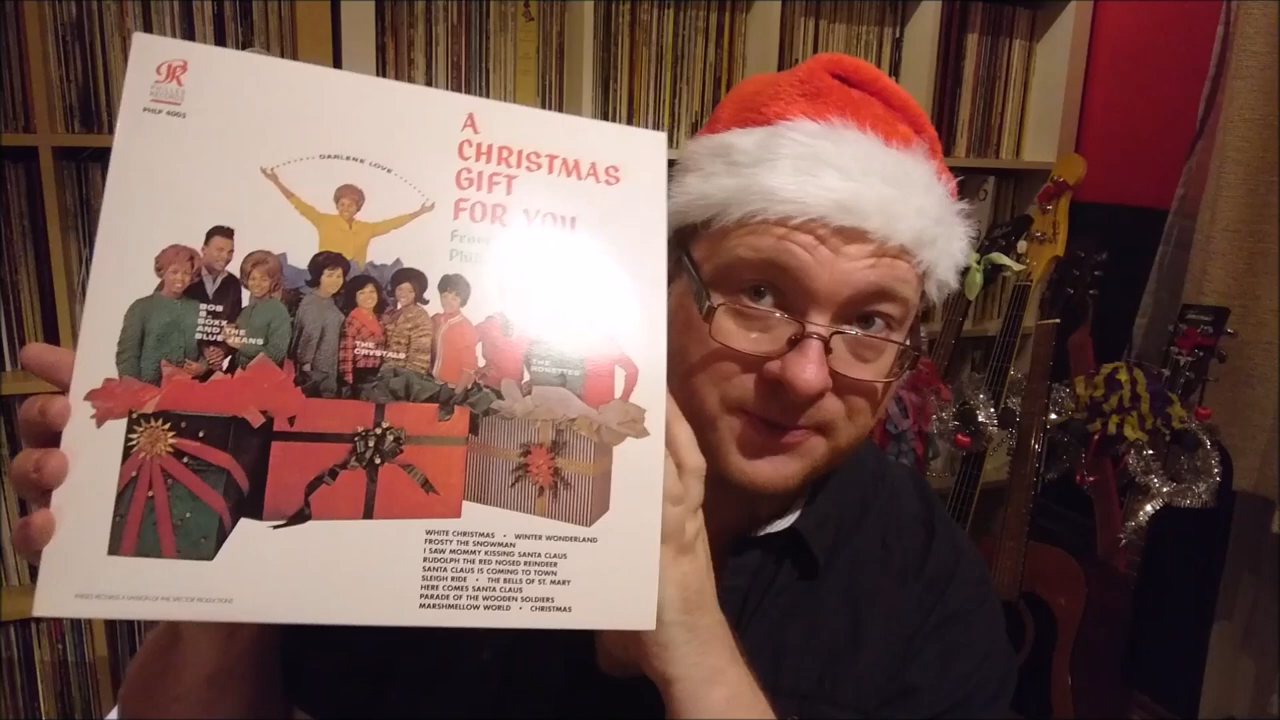 PHILLES
RECORDS
PHLP 4005
A
CHRISTMAS
GIFT
FOR YOU
From
DARLENE LOVE
BOB
B.
SOXX
AND THE
BLUE JEANS
THE
CRYSTALS
THE
RONETTES
WHITE CHRISTMAS • WINTER WONDERLAND
FROSTY THE SNOWMAN
I SAW MOMMY KISSING SANTA CLAUS
RUDOLPH THE RED NOSED REINDEER
SANTA CLAUS IS COMING TO TOWN
SLEIGH RIDE • THE BELLS OF ST. MARY
HERE COMES SANTA CLAUS
PARADE OF THE WOODEN SOLDIERS
MARSHMELLOW WORLD • CHRISTMAS